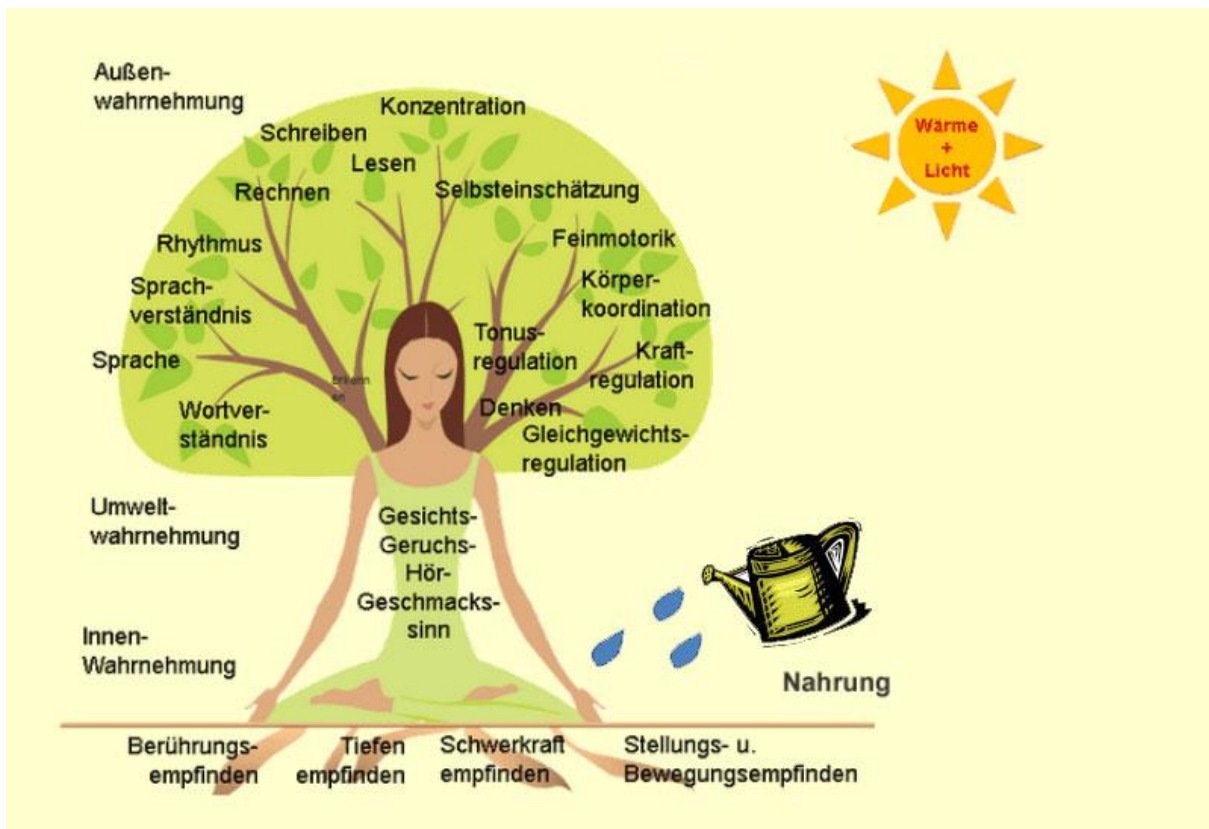 Außen-
wahrnehmung
Konzentration
Schreiben
Lesen
Rechnen
Selbsteinschätzung
Rhythmus
Feinmotorik
Sprach-
verständnis
Körper-
koordination
Sprache
Tonus-
regulation
Kraft-
regulation
Erkenn
en
Wortver-
ständnis
Denken
Gleichgewichts-
regulation
Wärme
+
Licht
Umwelt-
wahrnehmung
Gesichts-
Geruchs-
Hör-
Geschmacks-
sinn
Innen-
Wahrnehmung
Nahrung
Berührungs-
empfinden
Tiefen
empfinden
Schwerkraft
empfinden
Stellungs- u.
Bewegungsempfinden